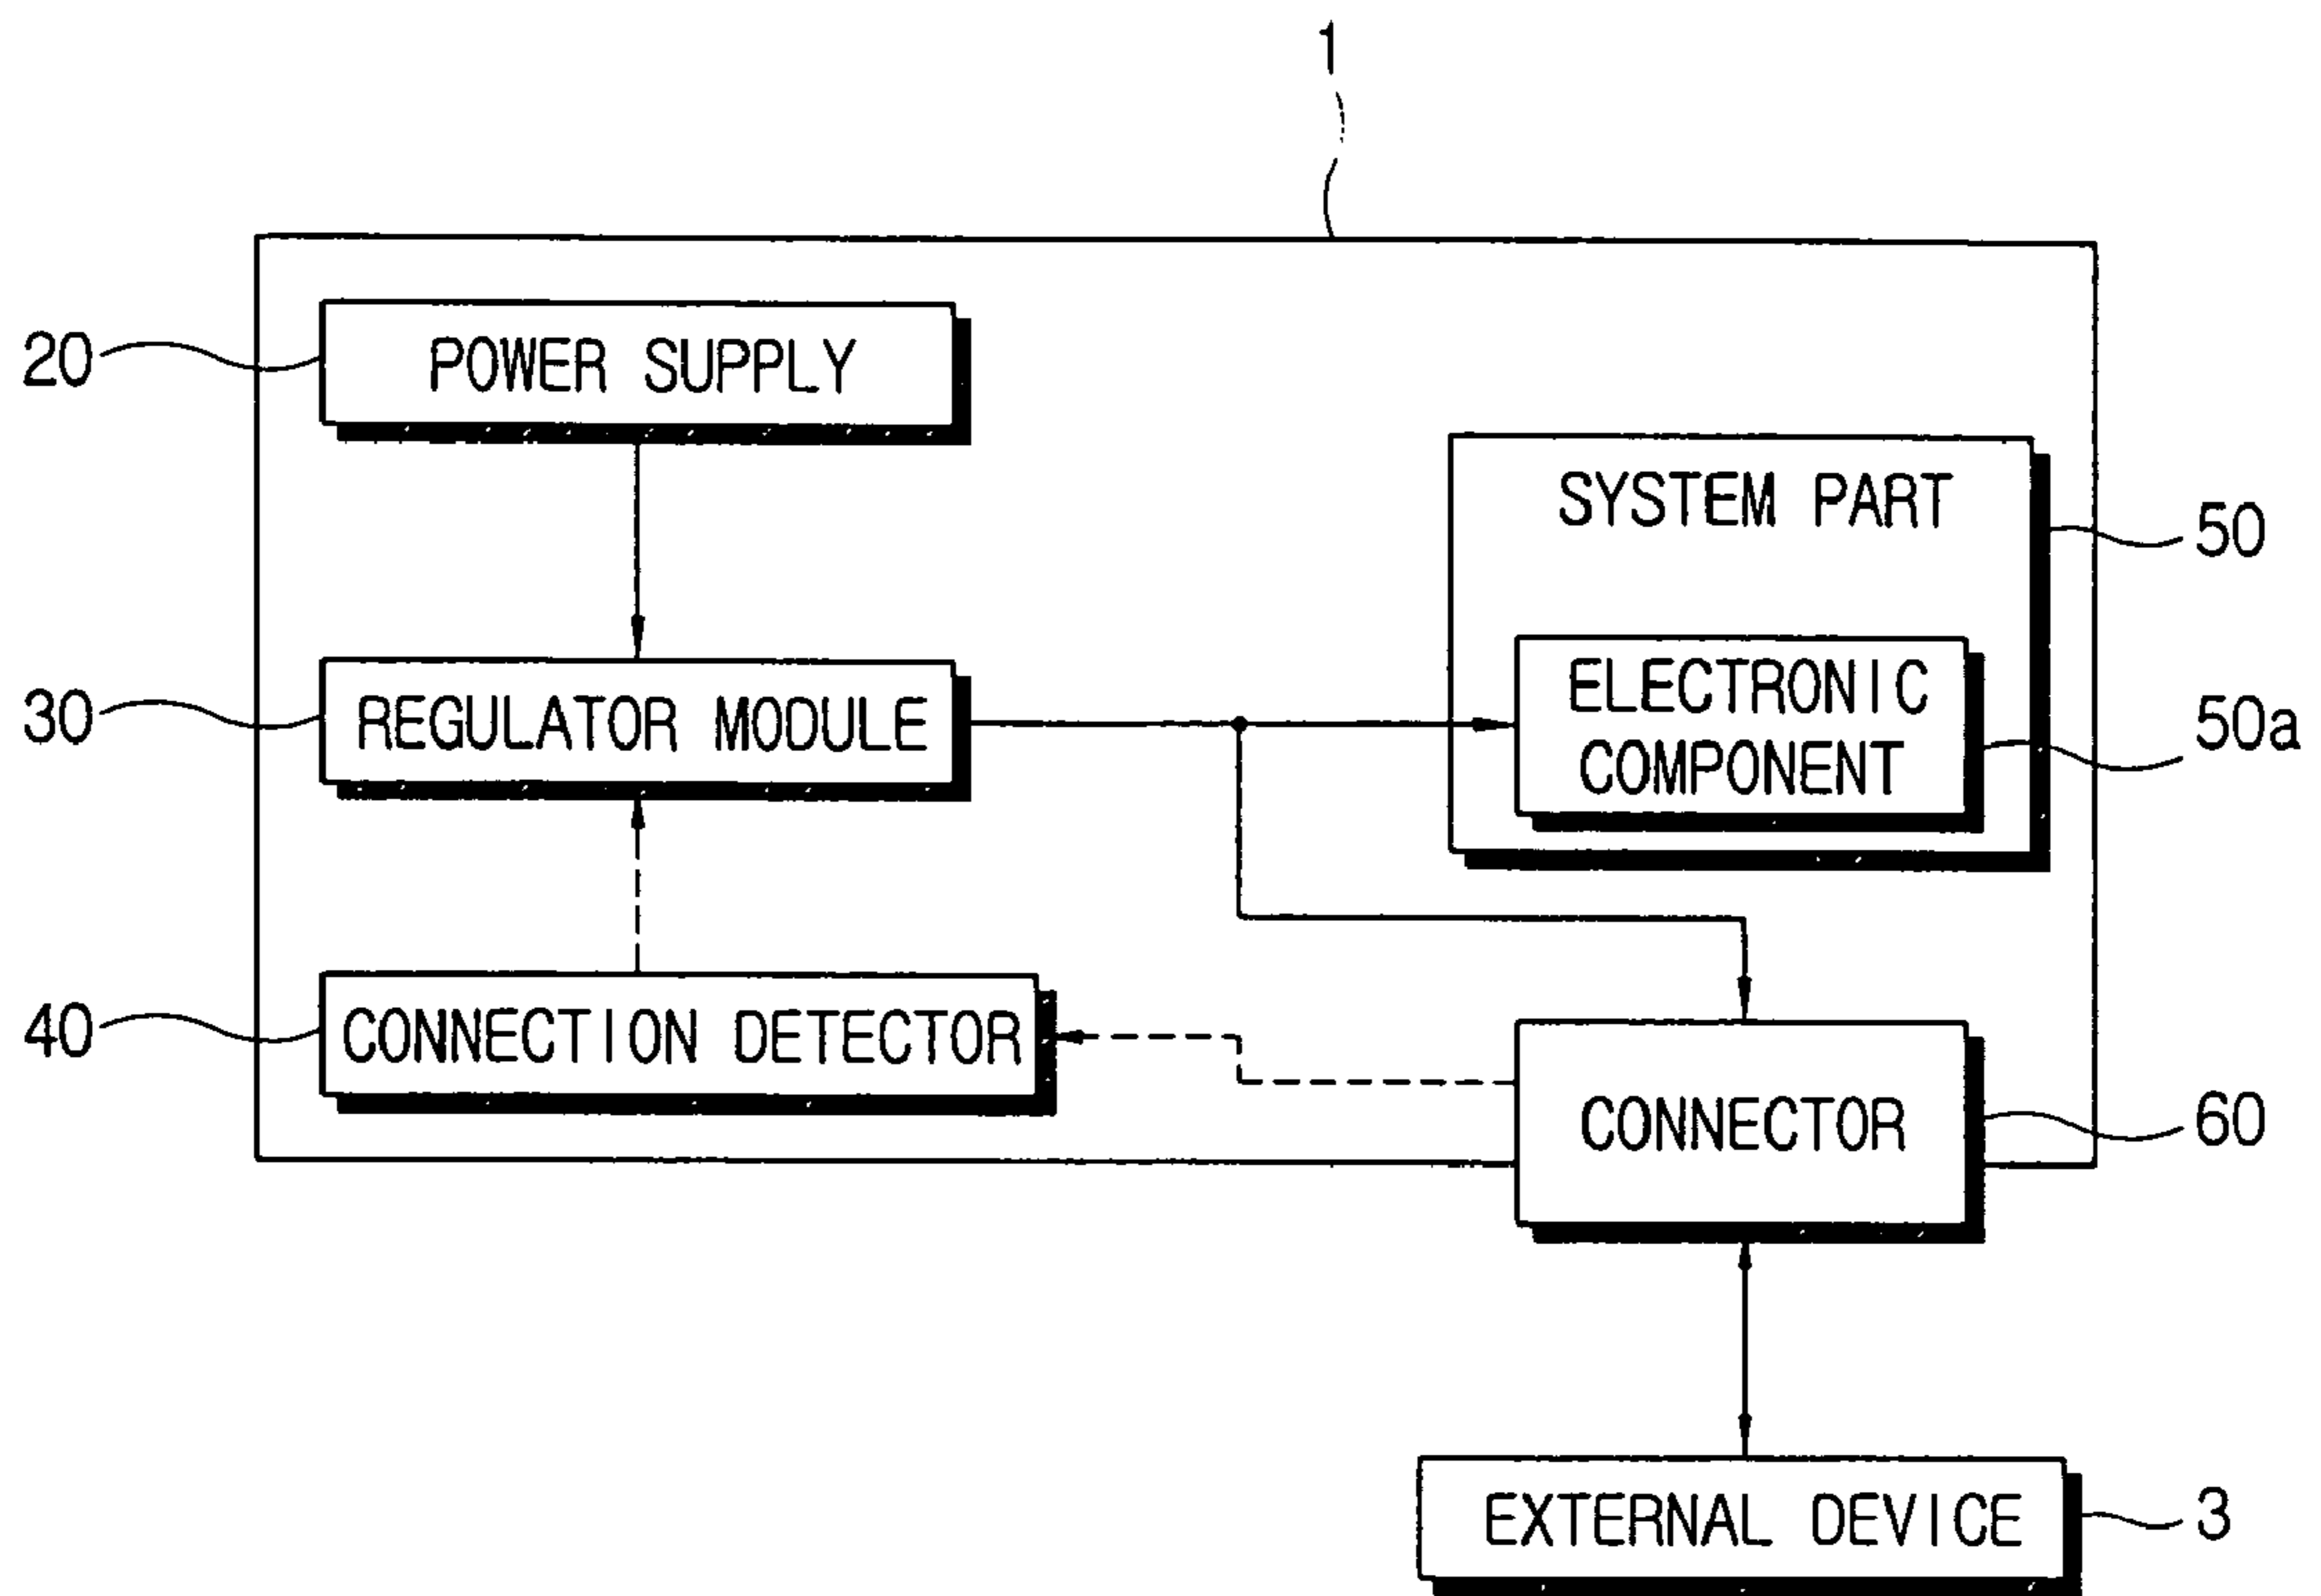 1
20
POWER SUPPLY
SYSTEM PART
50
30
REGULATOR MODULE
ELECTRONIC
COMPONENT
50a
40
CONNECTION DETECTOR
CONNECTOR
60
EXTERNAL DEVICE
3